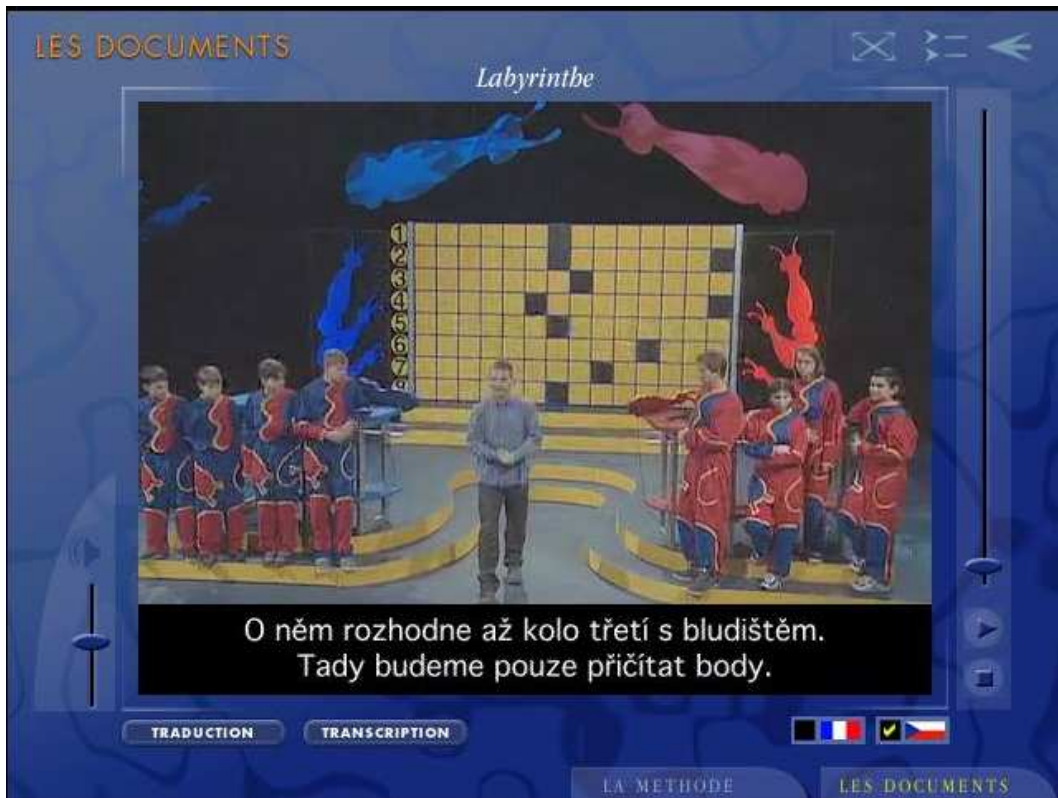 LES DOCUMENTS
Labyrinthe
1
2
3
4
5
6
7
8
O něm rozhodne až kolo třetí s bludištěm.
Tady budeme pouze přičítat body.
TRADUCTION
TRANSCRIPTION
LA METHODE
LES DOCUMENTS